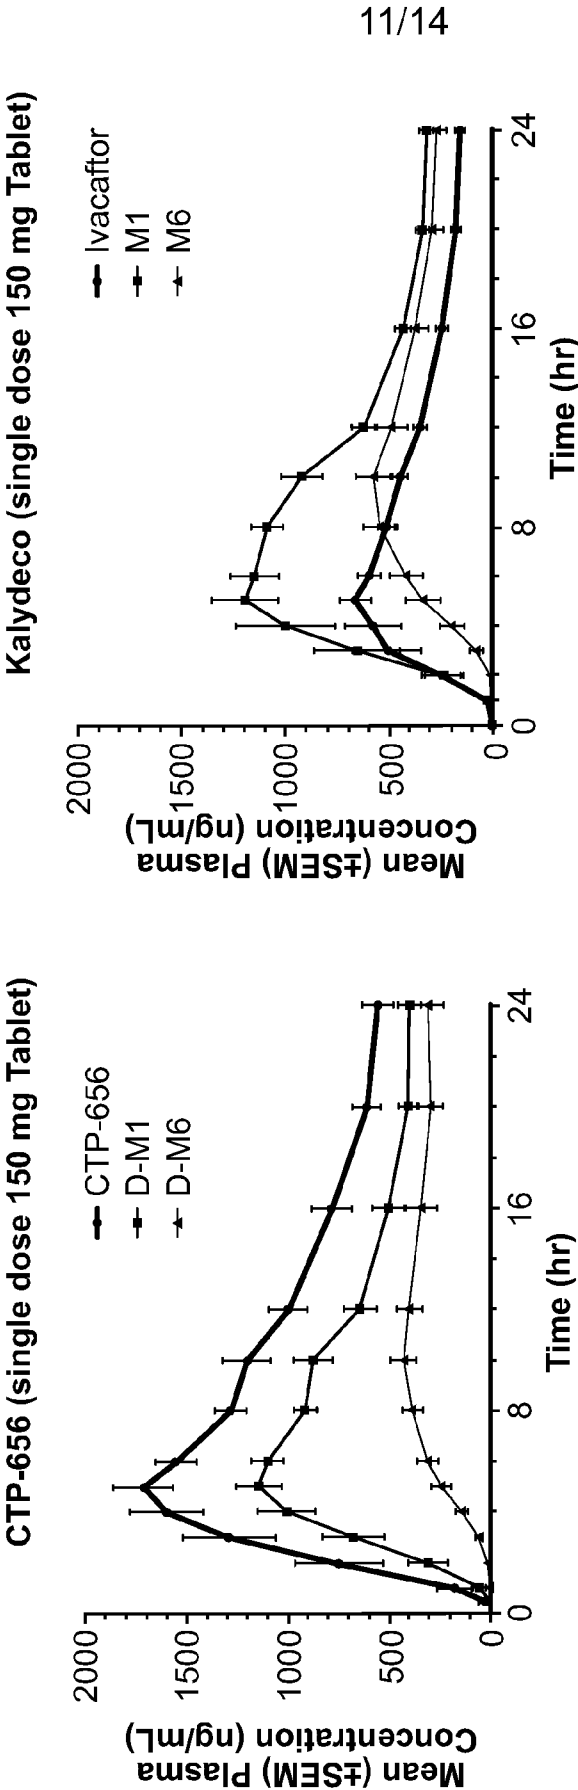 11/14
CTP-656 (single dose 150 mg Tablet)
CTP-656
D-M1
D-M6
Mean (±SEM) Plasma
Concentration (ng/mL)
2000
1500
1000
500
0
0
8
16
24
Time (hr)
Kalydeco (single dose 150 mg Tablet)
Ivacaftor
M1
M6
Mean (±SEM) Plasma
Concentration (ng/mL)
2000
1500
1000
500
0
0
8
16
24
Time (hr)